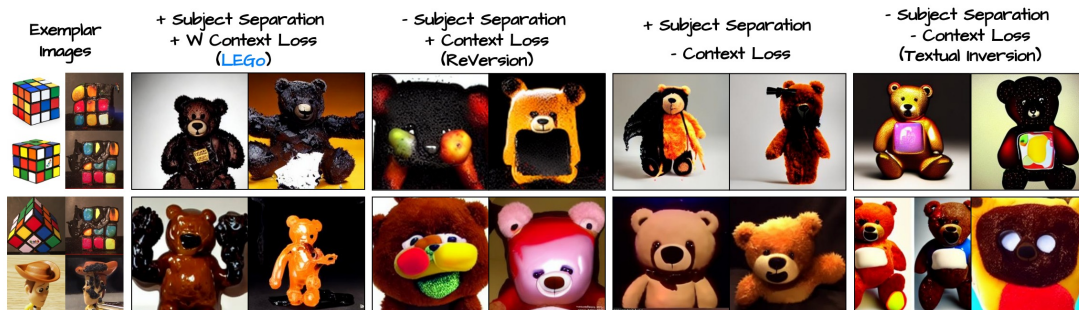 Exemplar
Images
+ Subject Separation
+ W Context Loss
(LEGo)
- Subject Separation
+ Context Loss
(ReVersion)
+ Subject Separation
- Context Loss
- Subject Separation
- Context Loss
(Textual Inversion)